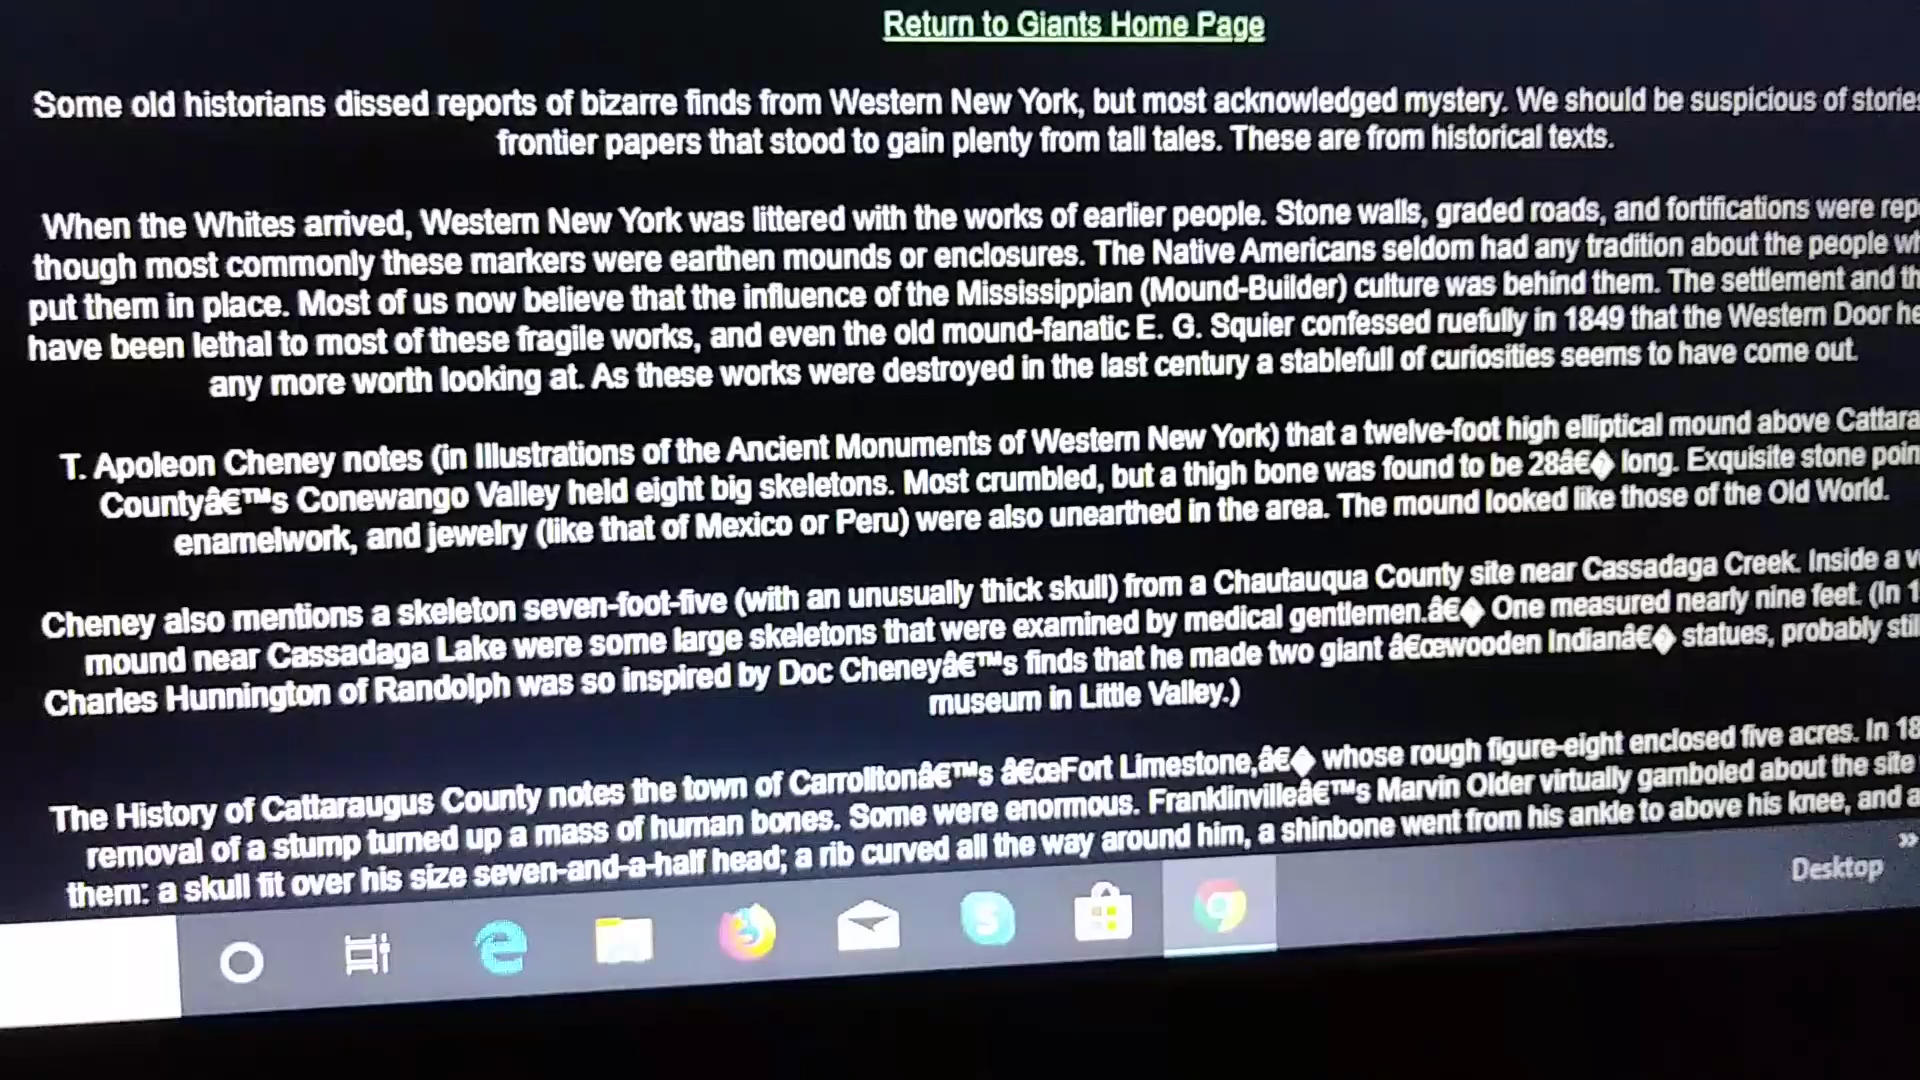 Return to Giants Home Page
Some old historians dissed reports of bizarre finds from Western New York, but most acknowledged mystery. We should be suspicious of
frontier papers that stood to gain plenty from tall tales. These are from historical texts.
When the Whites arrived, Western New York was littered with the works of earlier people. Stone walls, graded roads, and fortifications were
though most commonly these markers were earthen mounds or enclosures. The Native Americans seldom had any tradition about the people
put them in place. Most of us now believe that the influence of the Mississippian (Mound-Builder) culture was behind them. The settlement and
have been lethal to most of these fragile works, and even the old mound-fanatic E. G. Squier confessed ruefully in 1849 that the Western Door
any more worth looking at. As these works were destroyed in the last century a stablefull of curiosities seems to have come out.
T. Apoleon Cheney notes (in Illustrations of the Ancient Monuments of Western New York) that a twelve-foot high elliptical mound above
Countyâ€™s Conewango Valley held eight big skeletons. Most crumbled, but a thigh bone was found to be 28â€� long. Exquisite stone
enamelwork, and jewelry (like that of Mexico or Peru) were also unearthed in the area. The mound looked like those of the Old World.
Cheney also mentions a skeleton seven-foot-five (with an unusually thick skull) from a Chautauqua County site near Cassadaga Creek. Inside a
mound near Cassadaga Lake were some large skeletons that were examined by medical gentlemen.â€� One measured nearly nine feet. (In
Charles Hunnington of Randolph was so inspired by Doc Cheneyâ€™s finds that he made two giant â€œwooden Indianâ€� statues, probably
museum in Little Valley.)
The History of Cattaraugus County notes the town of Carrolltonâ€™s â€œFort Limestone,â€� whose rough figure-eight enclosed five acres. In
removal of a stump turned up a mass of human bones. Some were enormous. Franklinvilleâ€™s Marvin Older virtually gamboled about the site
them: a skull fit over his size seven-and-a-half head; a rib curved all the way around him, a shinbone went from his ankle to above his knee, and
Desktop »